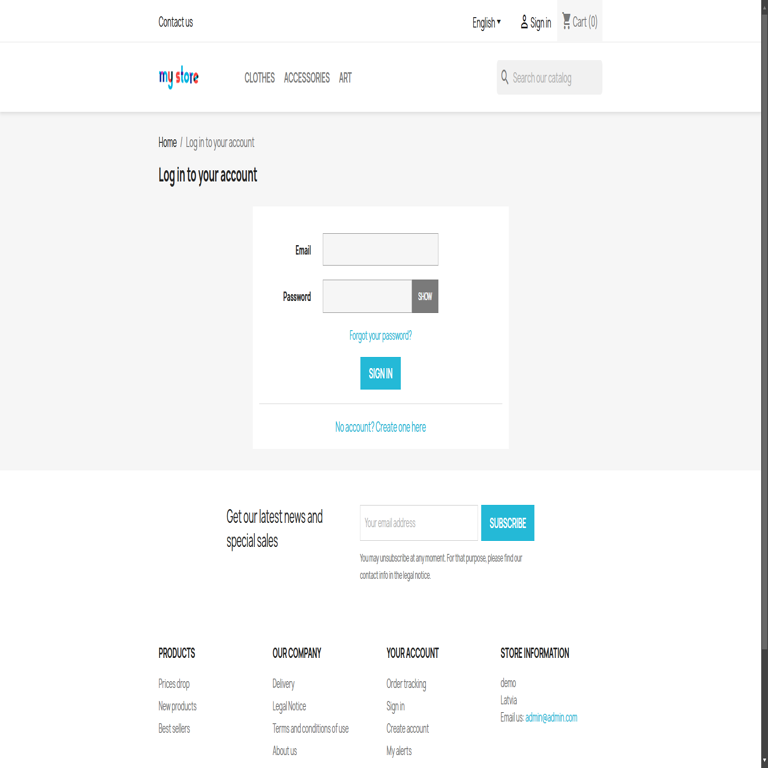 Contact us
English
Sign in
Cart (0)
my store
CLOTHES
ACCESSORIES
ART
Search our catalog
Home / Log in to your account
Log in to your account
Email
Password
SHOW
Forgot your password?
SIGN IN
No account? Create one here
Get our latest news and
special sales
Your email address
SUBSCRIBE
You may unsubscribe at any moment. For that purpose, please find our
contact info in the legal notice.
PRODUCTS
Prices drop
New products
Best sellers
OUR COMPANY
Delivery
Legal Notice
Terms and conditions of use
About us
YOUR ACCOUNT
Order tracking
Sign in
Create account
My alerts
STORE INFORMATION
demo
Latvia
Email us: admin@admin.com